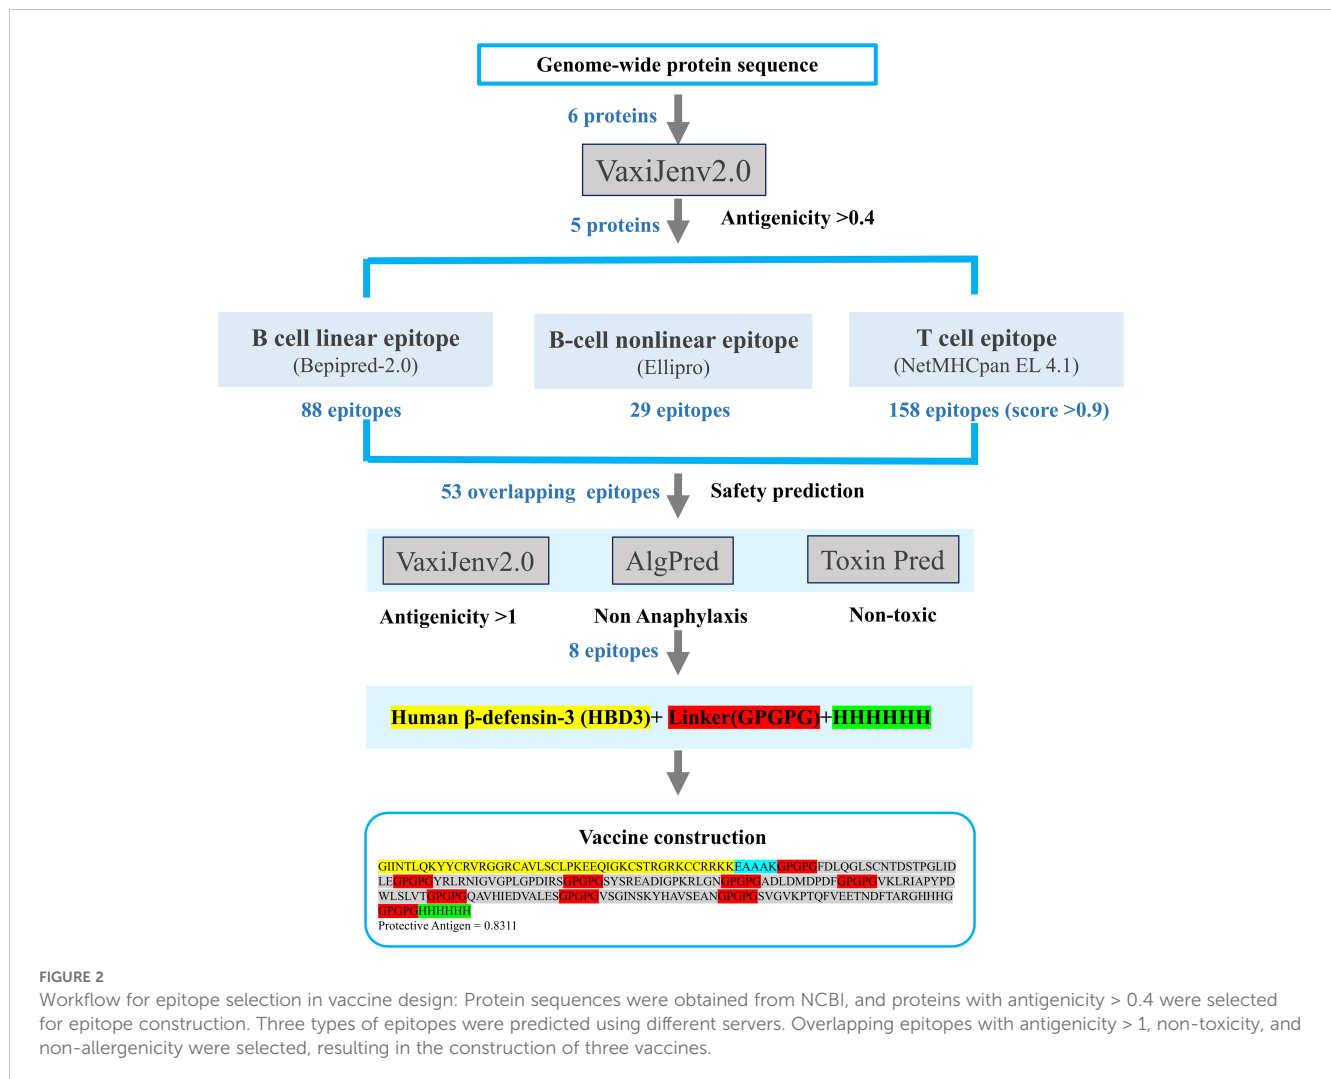 Genome-wide protein sequence
6 proteins
VaxiJenv2.0
5 proteins
Antigenicity >0.4
B cell linear epitope
(Bepipred-2.0)
B-cell nonlinear epitope
(Ellipro)
T cell epitope
(NetMHCpan EL 4.1)
88 epitopes
29 epitopes
158 epitopes (score >0.9)
53 overlapping epitopes
Safety prediction
VaxiJenv2.0
AlgPred
Toxin Pred
Antigenicity >1
Non Anaphylaxis
Non-toxic
8 epitopes
Human β-defensin-3 (HBD3)+ Linker(GPGPG)+HHHHHH
Vaccine construction
GIINTLQKYYCRVRGGRCAVLSCLPKEEQIGKCSTRGRKCCRRKKEAAAKGPGPGFDLQGLSCNTDSTPGLID
LEGPGPGYRLRNIGVGPLGPDIRSGPGPGSYSREADIGPKRLGNGPGPGADLDMDPDFGPGPGVKLRIAPYPD
WLSLVTGPGPGQAVHIEDVALESGPGPGVSGINSKYHAVSEANGPGPGSVGVKPTQFVEETNDFTARGHHHG
GPGPGHHHHHH
Protective Antigen = 0.8311
FIGURE 2
Workflow for epitope selection in vaccine design: Protein sequences were obtained from NCBI, and proteins with antigenicity > 0.4 were selected
for epitope construction. Three types of epitopes were predicted using different servers. Overlapping epitopes with antigenicity > 1, non-toxicity, and
non-allergenicity were selected, resulting in the construction of three vaccines.